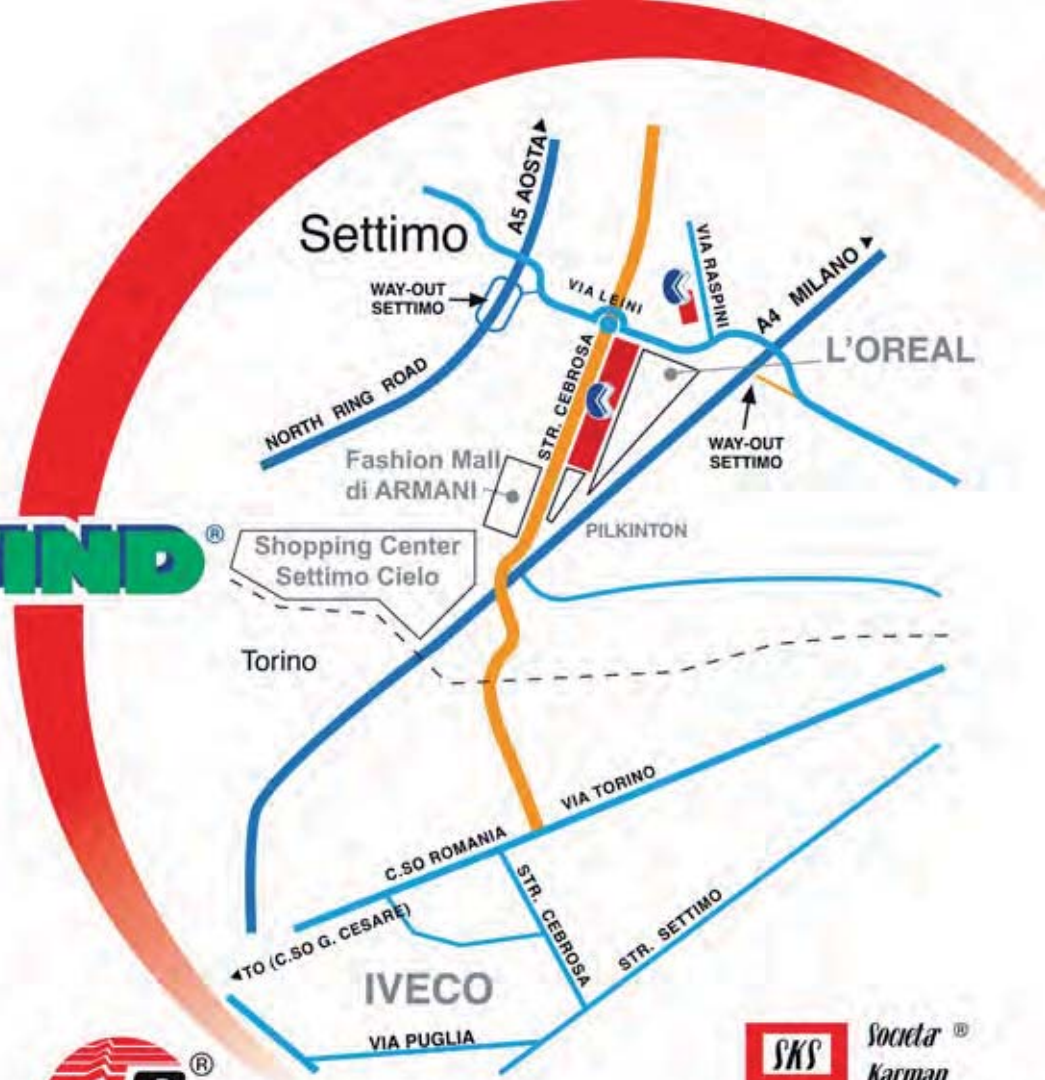 A5 AOSTA
Settimo
WAY-OUT
SETTIMO
NORTH RING ROAD
VIA LEINI
VIA RASPINI
A4 MILANO
L'OREAL
WAY-OUT
SETTIMO
STR. CEBROSA
Fashion Mall
di ARMANI
PILKINTON
IND®
Shopping Center
Settimo Cielo
Torino
VIA TORINO
C.SO ROMANIA
TO (C.SO G. CESARE)
STR. CEBROSA
STR. SETTIMO
IVECO
VIA PUGLIA
®
SKS
Societa' ®
Karman